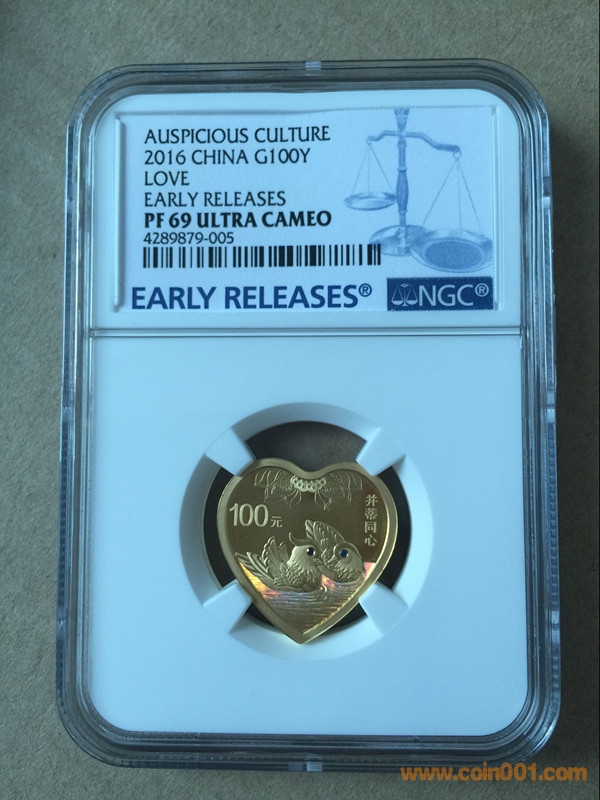 AUSPICIOUS CULTURE
2016 CHINA G100Y
LOVE
EARLY RELEASES
PF 69 ULTRA CAMEO
4289879-005
EARLY RELEASES®
NGC®
100元
并蒂同心
www.coin001.com